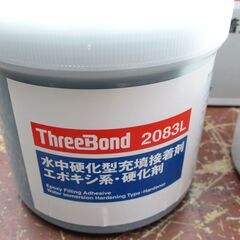 ThreeBond 2083L
水中硬化型充填接着剤
エポキシ系・硬化剤
Epoxy Filling Adhesive
Water Immersion Hardening Type・Hardener